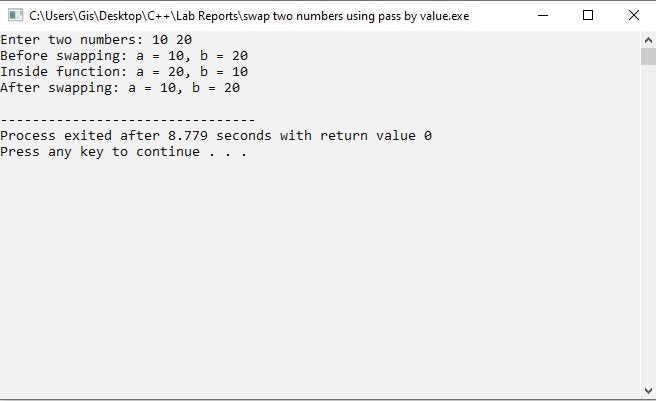 C:\Users\Gis\Desktop\C++\Lab Reports\swap two numbers using pass by value.exe
Enter two numbers: 10 20
Before swapping: a = 10, b = 20
Inside function: a = 20, b = 10
After swapping: a = 10, b = 20
--------------------------------
Process exited after 8.779 seconds with return value 0
Press any key to continue . . .